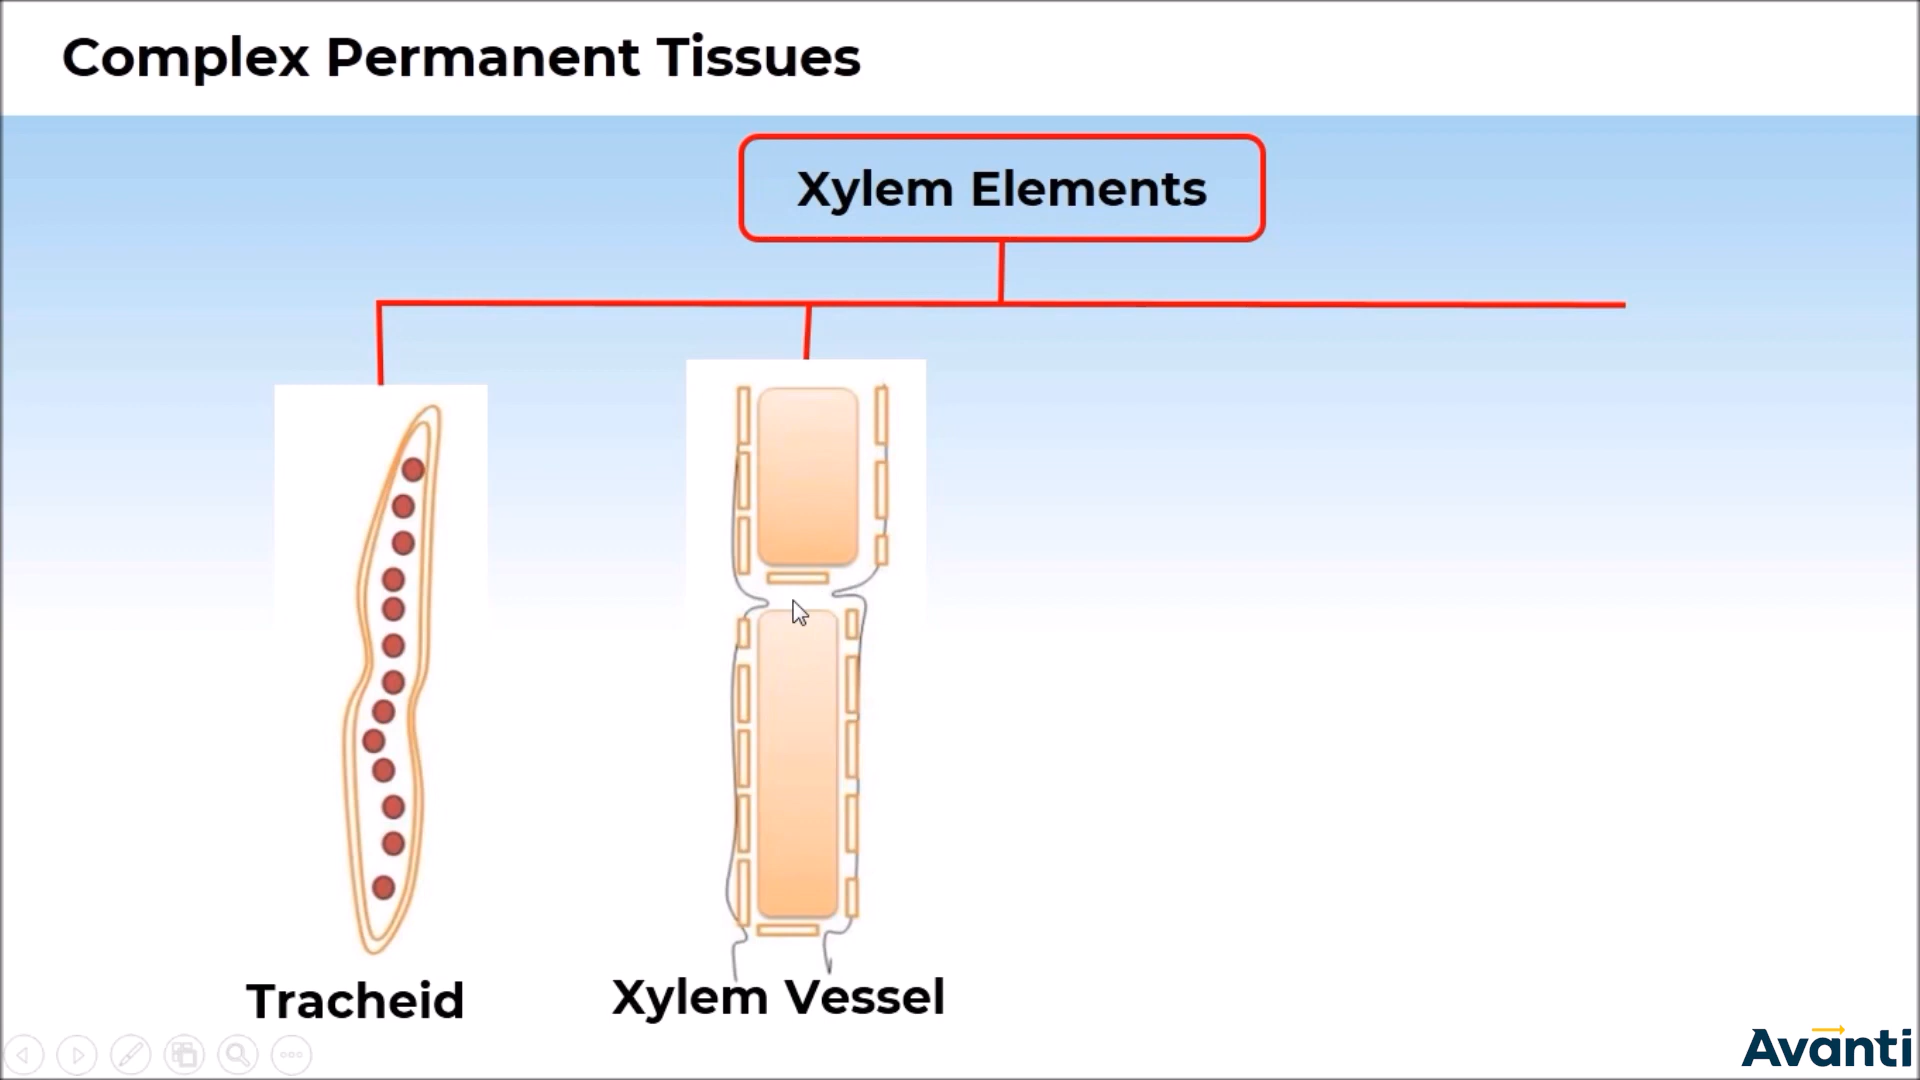 Complex Permanent Tissues
Xylem Elements
Tracheid
Xylem Vessel
Avanti